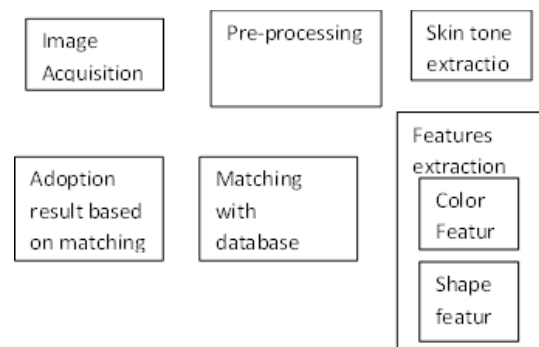 Image
Acquisition
Pre-processing
Skin tone
extractio
Features
extraction
Color
Featur
Shape
featur
Matching
with
database
Adoption
result based
on matching